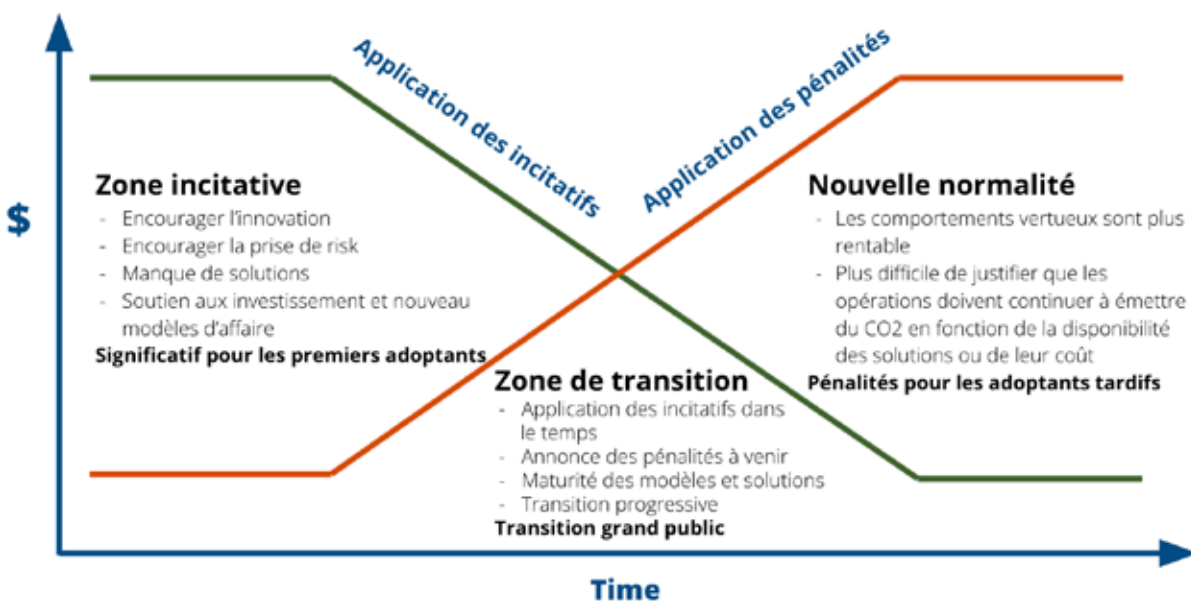 Application des incitatifs
Application des pénalités
$
Zone incitative
- Encourager l'innovation
- Encourager la prise de risk
- Manque de solutions
- Soutien aux investissement et nouveau
modèles d'affaire
Significatif pour les premiers adoptants
Zone de transition
- Application des incitatifs dans
le temps
- Annonce des pénalités à venir
- Maturité des modèles et solutions
- Transition progressive
Transition grand public
Nouvelle normalité
- Les comportements vertueux sont plus
rentable
- Plus difficile de justifier que les
opérations doivent continuer à émettre
du CO2 en fonction de la disponibilité
des solutions ou de leur coût
Pénalités pour les adoptants tardifs
Time